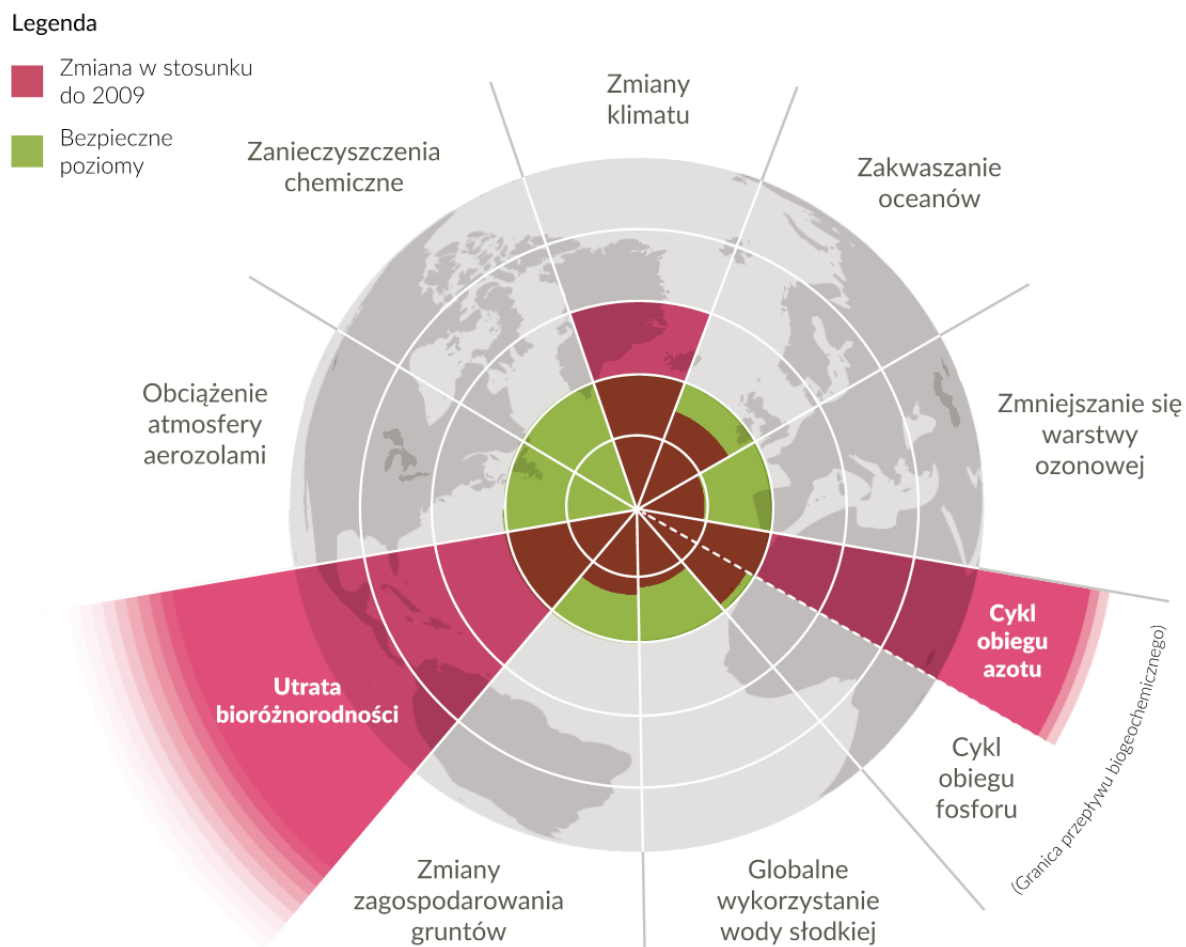 Legenda
Zmiana w stosunku
do 2009
Bezpieczne
poziomy
Zmiany
klimatu
Zanieczyszczenia
chemiczne
Zakwaszanie
oceanów
Obciążenie
atmosfery
aerozolami
Zmniejszanie się
warstwy
ozonowej
Utrata
bioróżnorodności
Cykl
obiegu
azotu
Cykl
obiegu
fosforu
(Granica przepływu biogeochemicznego)
Zmiany
zagospodarowania
gruntów
Globalne
wykorzystanie
wody słodkiej